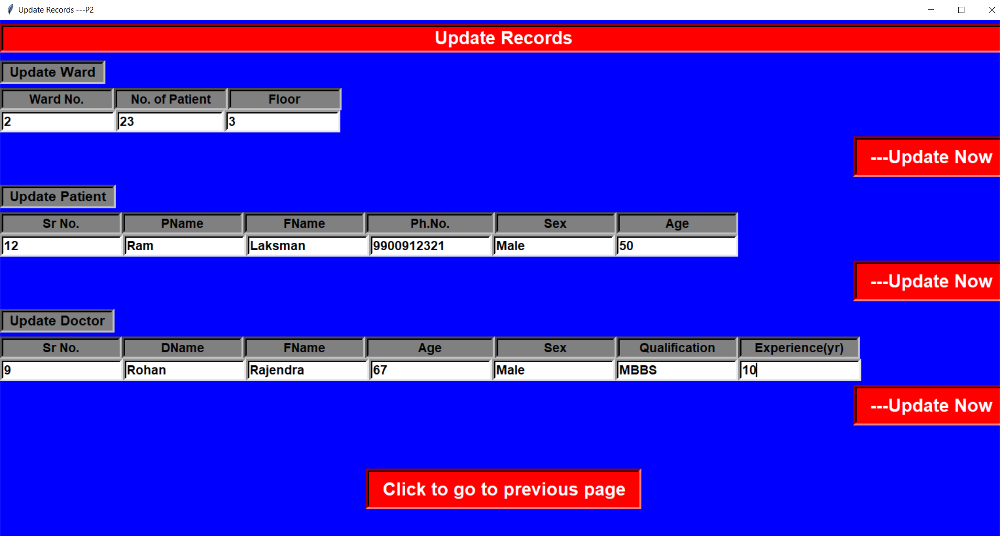 Update Records ---P2
Update Records
Update Ward
Ward No. No. of Patient Floor
2 23 3
---Update Now
Update Patient
Sr No. PName FName Ph.No. Sex Age
12 Ram Laksman 9900912321 Male 50
---Update Now
Update Doctor
Sr No. DName FName Age Sex Qualification Experience(yr)
9 Rohan Rajendra 67 Male MBBS 10
---Update Now
Click to go to previous page